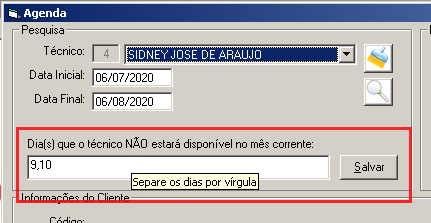 Agenda
Pesquisa
Técnico: 4 SIDNEY JOSE DE ARAUJO
Data Inicial: 06/07/2020
Data Final: 06/08/2020
Dia(s) que o técnico NÃO estará disponível no mês corrente:
9,10 Salvar
Separe os dias por vírgula
Informações do Cliente
Código: